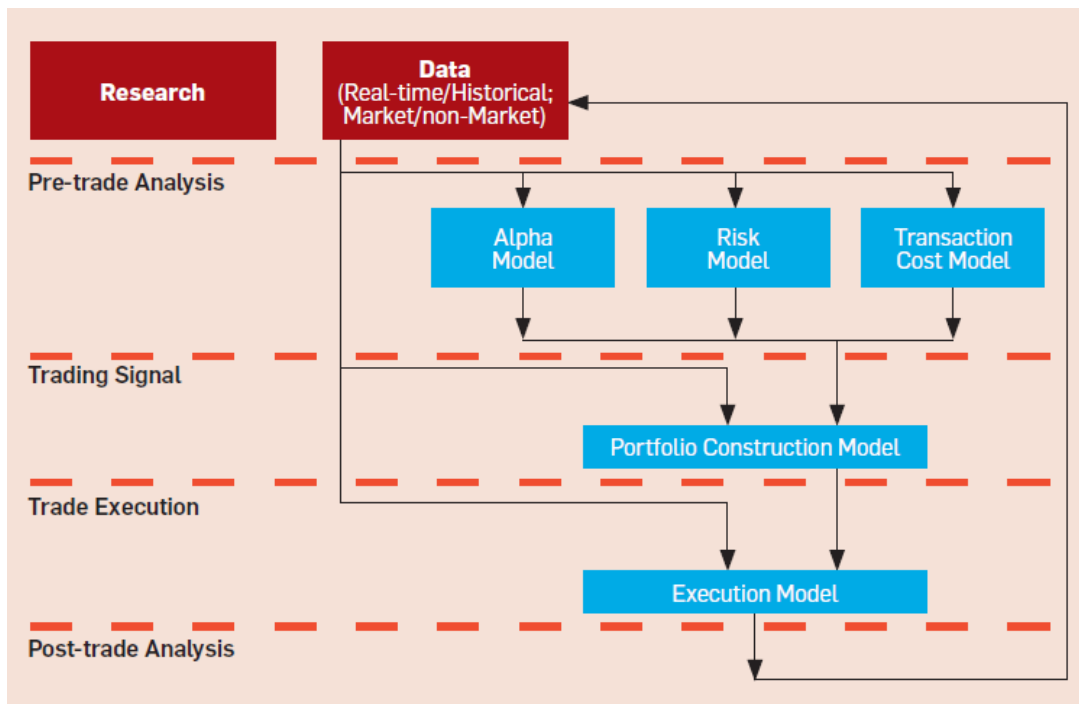 Research
Data
(Real-time/Historical;
Market/non-Market)
Pre-trade Analysis
Alpha
Model
Risk
Model
Transaction
Cost Model
Trading Signal
Portfolio Construction Model
Trade Execution
Execution Model
Post-trade Analysis